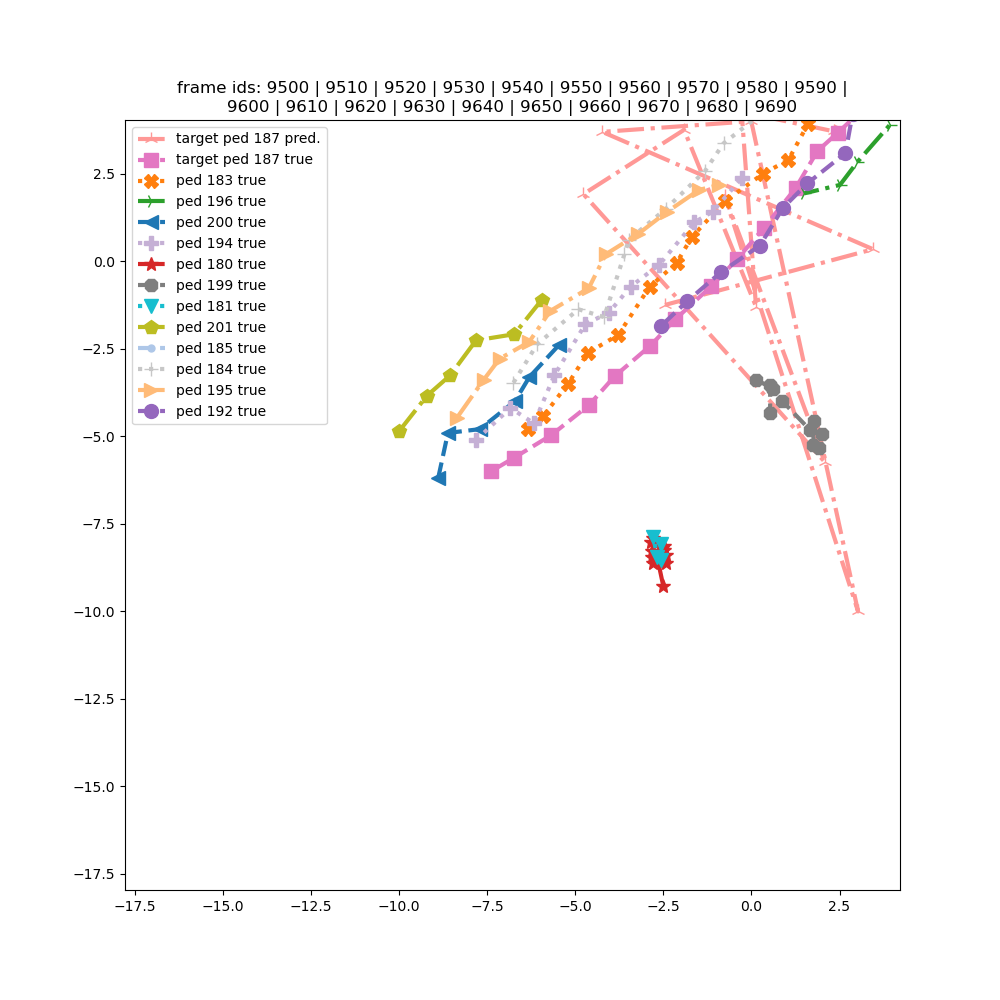 frame ids: 9500 | 9510 | 9520 | 9530 | 9540 | 9550 | 9560 | 9570 | 9580 | 9590 |
9600 | 9610 | 9620 | 9630 | 9640 | 9650 | 9660 | 9670 | 9680 | 9690
target ped 187 pred.
target ped 187 true
ped 183 true
ped 196 true
ped 200 true
ped 194 true
ped 180 true
ped 199 true
ped 181 true
ped 201 true
ped 185 true
ped 184 true
ped 195 true
ped 192 true
2.5
0.0
−2.5
−5.0
−7.5
−10.0
−12.5
−15.0
−17.5
−17.5 −15.0 −12.5 −10.0 −7.5 −5.0 −2.5 0.0 2.5